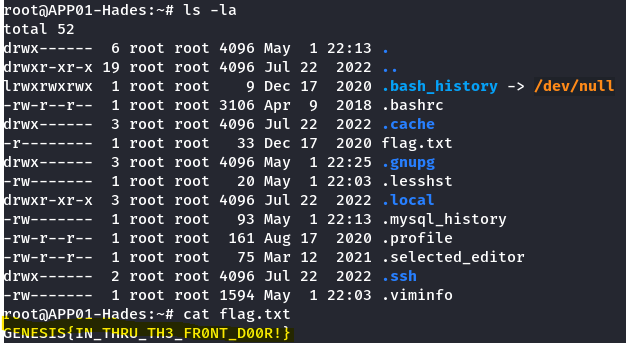 root@APP01-Hades:~# ls -la
total 52
drwx------  6 root root 4096 May  1 22:13 .
drwxr-xr-x 19 root root 4096 Jul 22  2022 ..
lrwxrwxrwx  1 root root    9 Dec 17  2020 .bash_history -> /dev/null
-rw-r--r--  1 root root 3106 Apr  9  2018 .bashrc
drwx------  3 root root 4096 Jul 22  2022 .cache
-r--------  1 root root   33 Dec 17  2020 flag.txt
drwx------  3 root root 4096 May  1 22:25 .gnupg
-rw-------  1 root root   20 May  1 22:03 .lesshst
drwxr-xr-x  3 root root 4096 Jul 22  2022 .local
-rw-------  1 root root   93 May  1 22:13 .mysql_history
-rw-r--r--  1 root root  161 Aug 17  2020 .profile
-rw-r--r--  1 root root   75 Mar 12  2021 .selected_editor
drwx------  2 root root 4096 Jul 22  2022 .ssh
-rw-------  1 root root 1594 May  1 22:03 .viminfo
root@APP01-Hades:~# cat flag.txt
GENESIS{IN_THRU_TH3_FR0NT_D00R!}